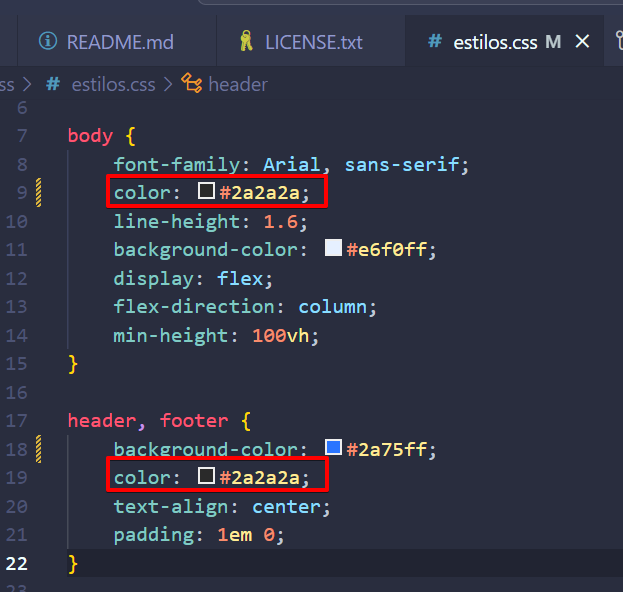 README.md LICENSE.txt # estilos.css M
ss > # estilos.css > header
6
7 body {
8 font-family: Arial, sans-serif;
9 color: #2a2a2a;
10 line-height: 1.6;
11 background-color: #e6f0ff;
12 display: flex;
13 flex-direction: column;
14 min-height: 100vh;
15 }
16
17 header, footer {
18 background-color: #2a75ff;
19 color: #2a2a2a;
20 text-align: center;
21 padding: 1em 0;
22 }
23